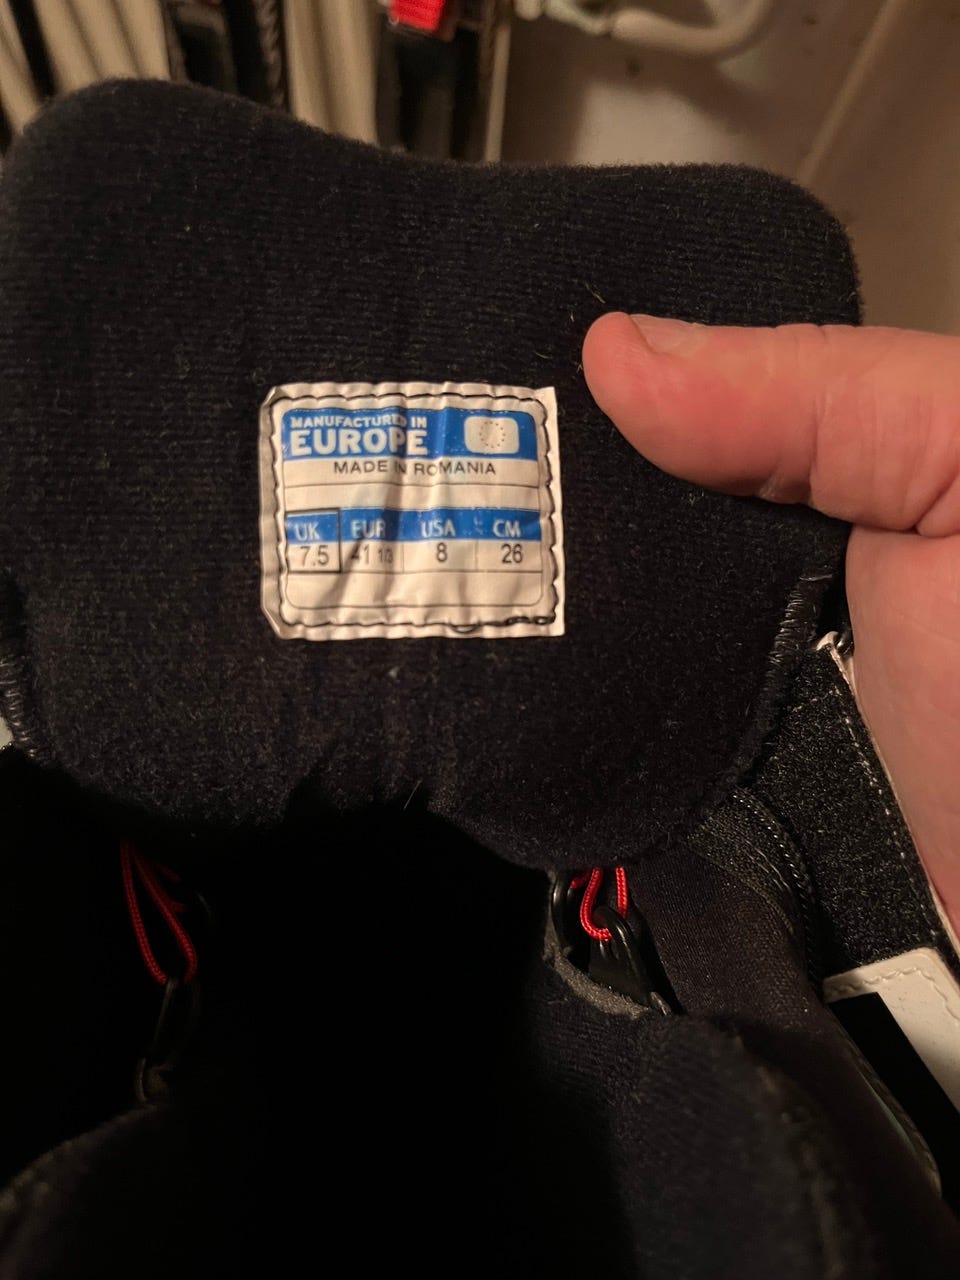 MANUFACTURED IN
EUROPE
MADE IN ROMANIA
UK EUR USA CM
7.5 41 1/3 8 26